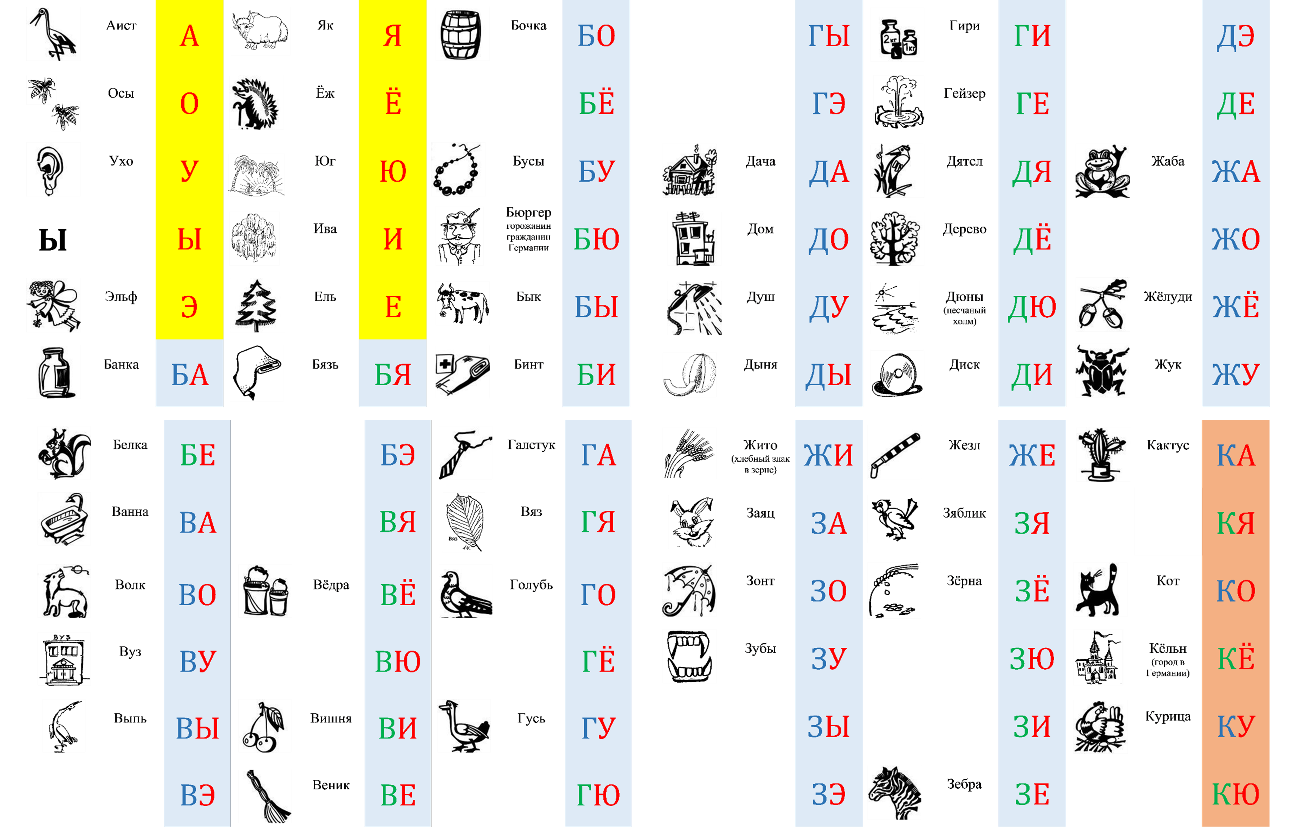 Аист А Як Я Бочка БО ГЫ 2 кг 1 кг Гири ГИ ДЭ
Осы О Ёж Ё БЁ ГЭ Гейзер ГЕ ДЕ
Ухо У Юг Ю Бусы БУ Дача ДА Дятел ДЯ Жаба ЖА
Ы Ы Ива И Бюргер БЮ Дом ДО Дерево ДЁ ЖО
горожанин
гражданин
Германии
Эльф Э Ель Е Бык БЫ Душ ДУ Дюны ДЮ Жёлуди ЖЁ
(песчаный
холм)
Банка БА Бязь БЯ Бинт БИ Дыня ДЫ Диск ДИ Жук ЖУ
Белка БЕ БЭ Галстук ГА Жито ЖИ Жезл ЖЕ Кактус КА
(хлебный злак
в зерне)
Ванна ВА ВЯ Вяз ГЯ Заяц ЗА Зяблик ЗЯ КЯ
Волк ВО Вёдра ВЁ Голубь ГО Зонт ЗО Зёрна ЗЁ Кот КО
ВУЗ Вуз ВУ ВЮ ГЁ Зубы ЗУ ЗЮ Кёльн КЁ
(город в
Германии)
Выпь ВЫ Вишня ВИ Гусь ГУ ЗЫ ЗИ Курица КУ
ВЭ Веник ВЕ ГЮ ЗЭ Зебра ЗЕ КЮ